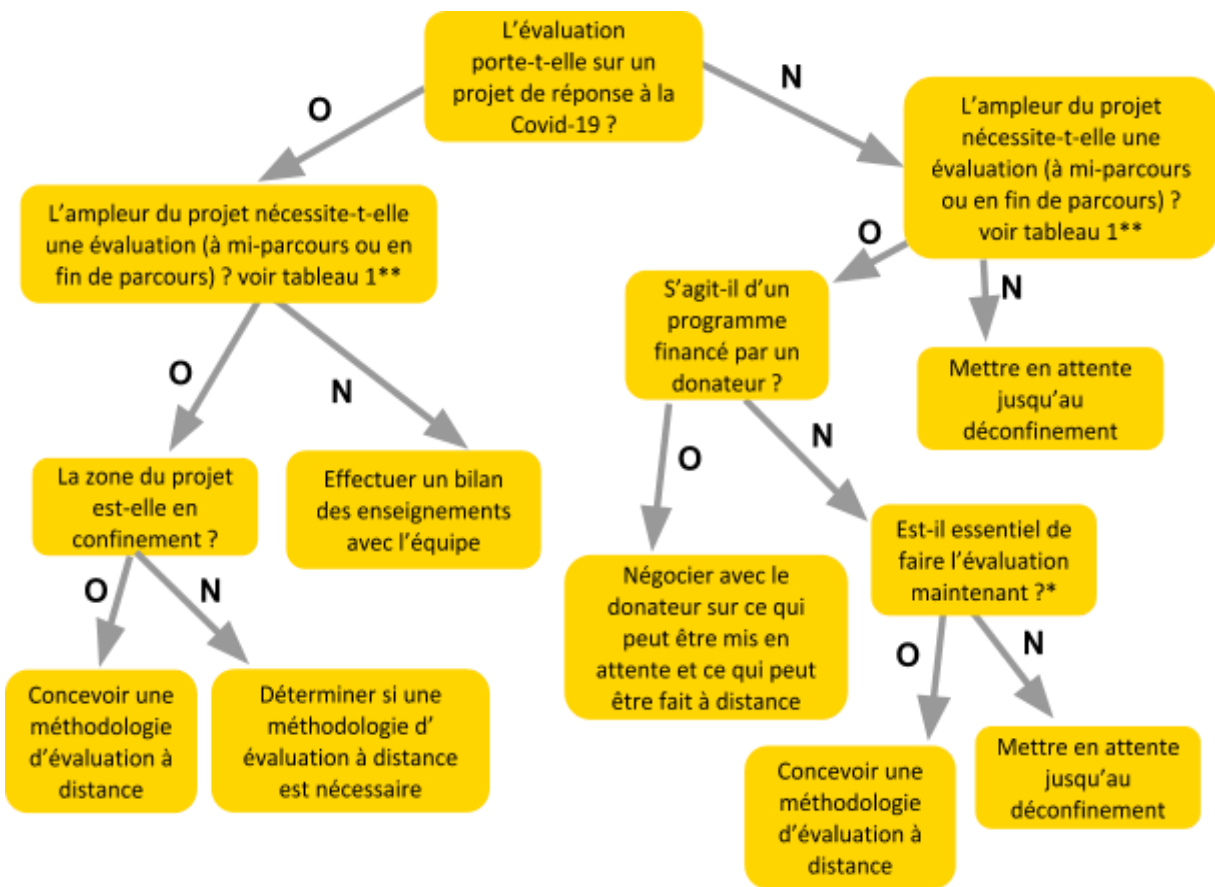 L'évaluation
porte-t-elle sur un
projet de réponse à la
Covid-19 ?
O
N
L'ampleur du projet
nécessite-t-elle une
évaluation (à mi-parcours
ou en fin de parcours) ?
voir tableau 1**
L'ampleur du projet nécessite-t-elle
une évaluation (à mi-parcours ou en
fin de parcours) ? voir tableau 1**
O
N
S'agit-il d'un
programme
financé par un
donateur ?
Mettre en attente
jusqu'au
déconfinement
O
N
O
N
La zone du projet
est-elle en
confinement ?
Effectuer un bilan
des enseignements
avec l'équipe
Est-il essentiel de
faire l'évaluation
maintenant ?*
Négocier avec le
donateur sur ce qui
peut être mis en
attente et ce qui peut
être fait à distance
O
N
O
N
Concevoir une
méthodologie
d'évaluation à
distance
Déterminer si une
méthodologie d'
évaluation à distance
est nécessaire
Concevoir une
méthodologie
d'évaluation à
distance
Mettre en attente
jusqu'au
déconfinement